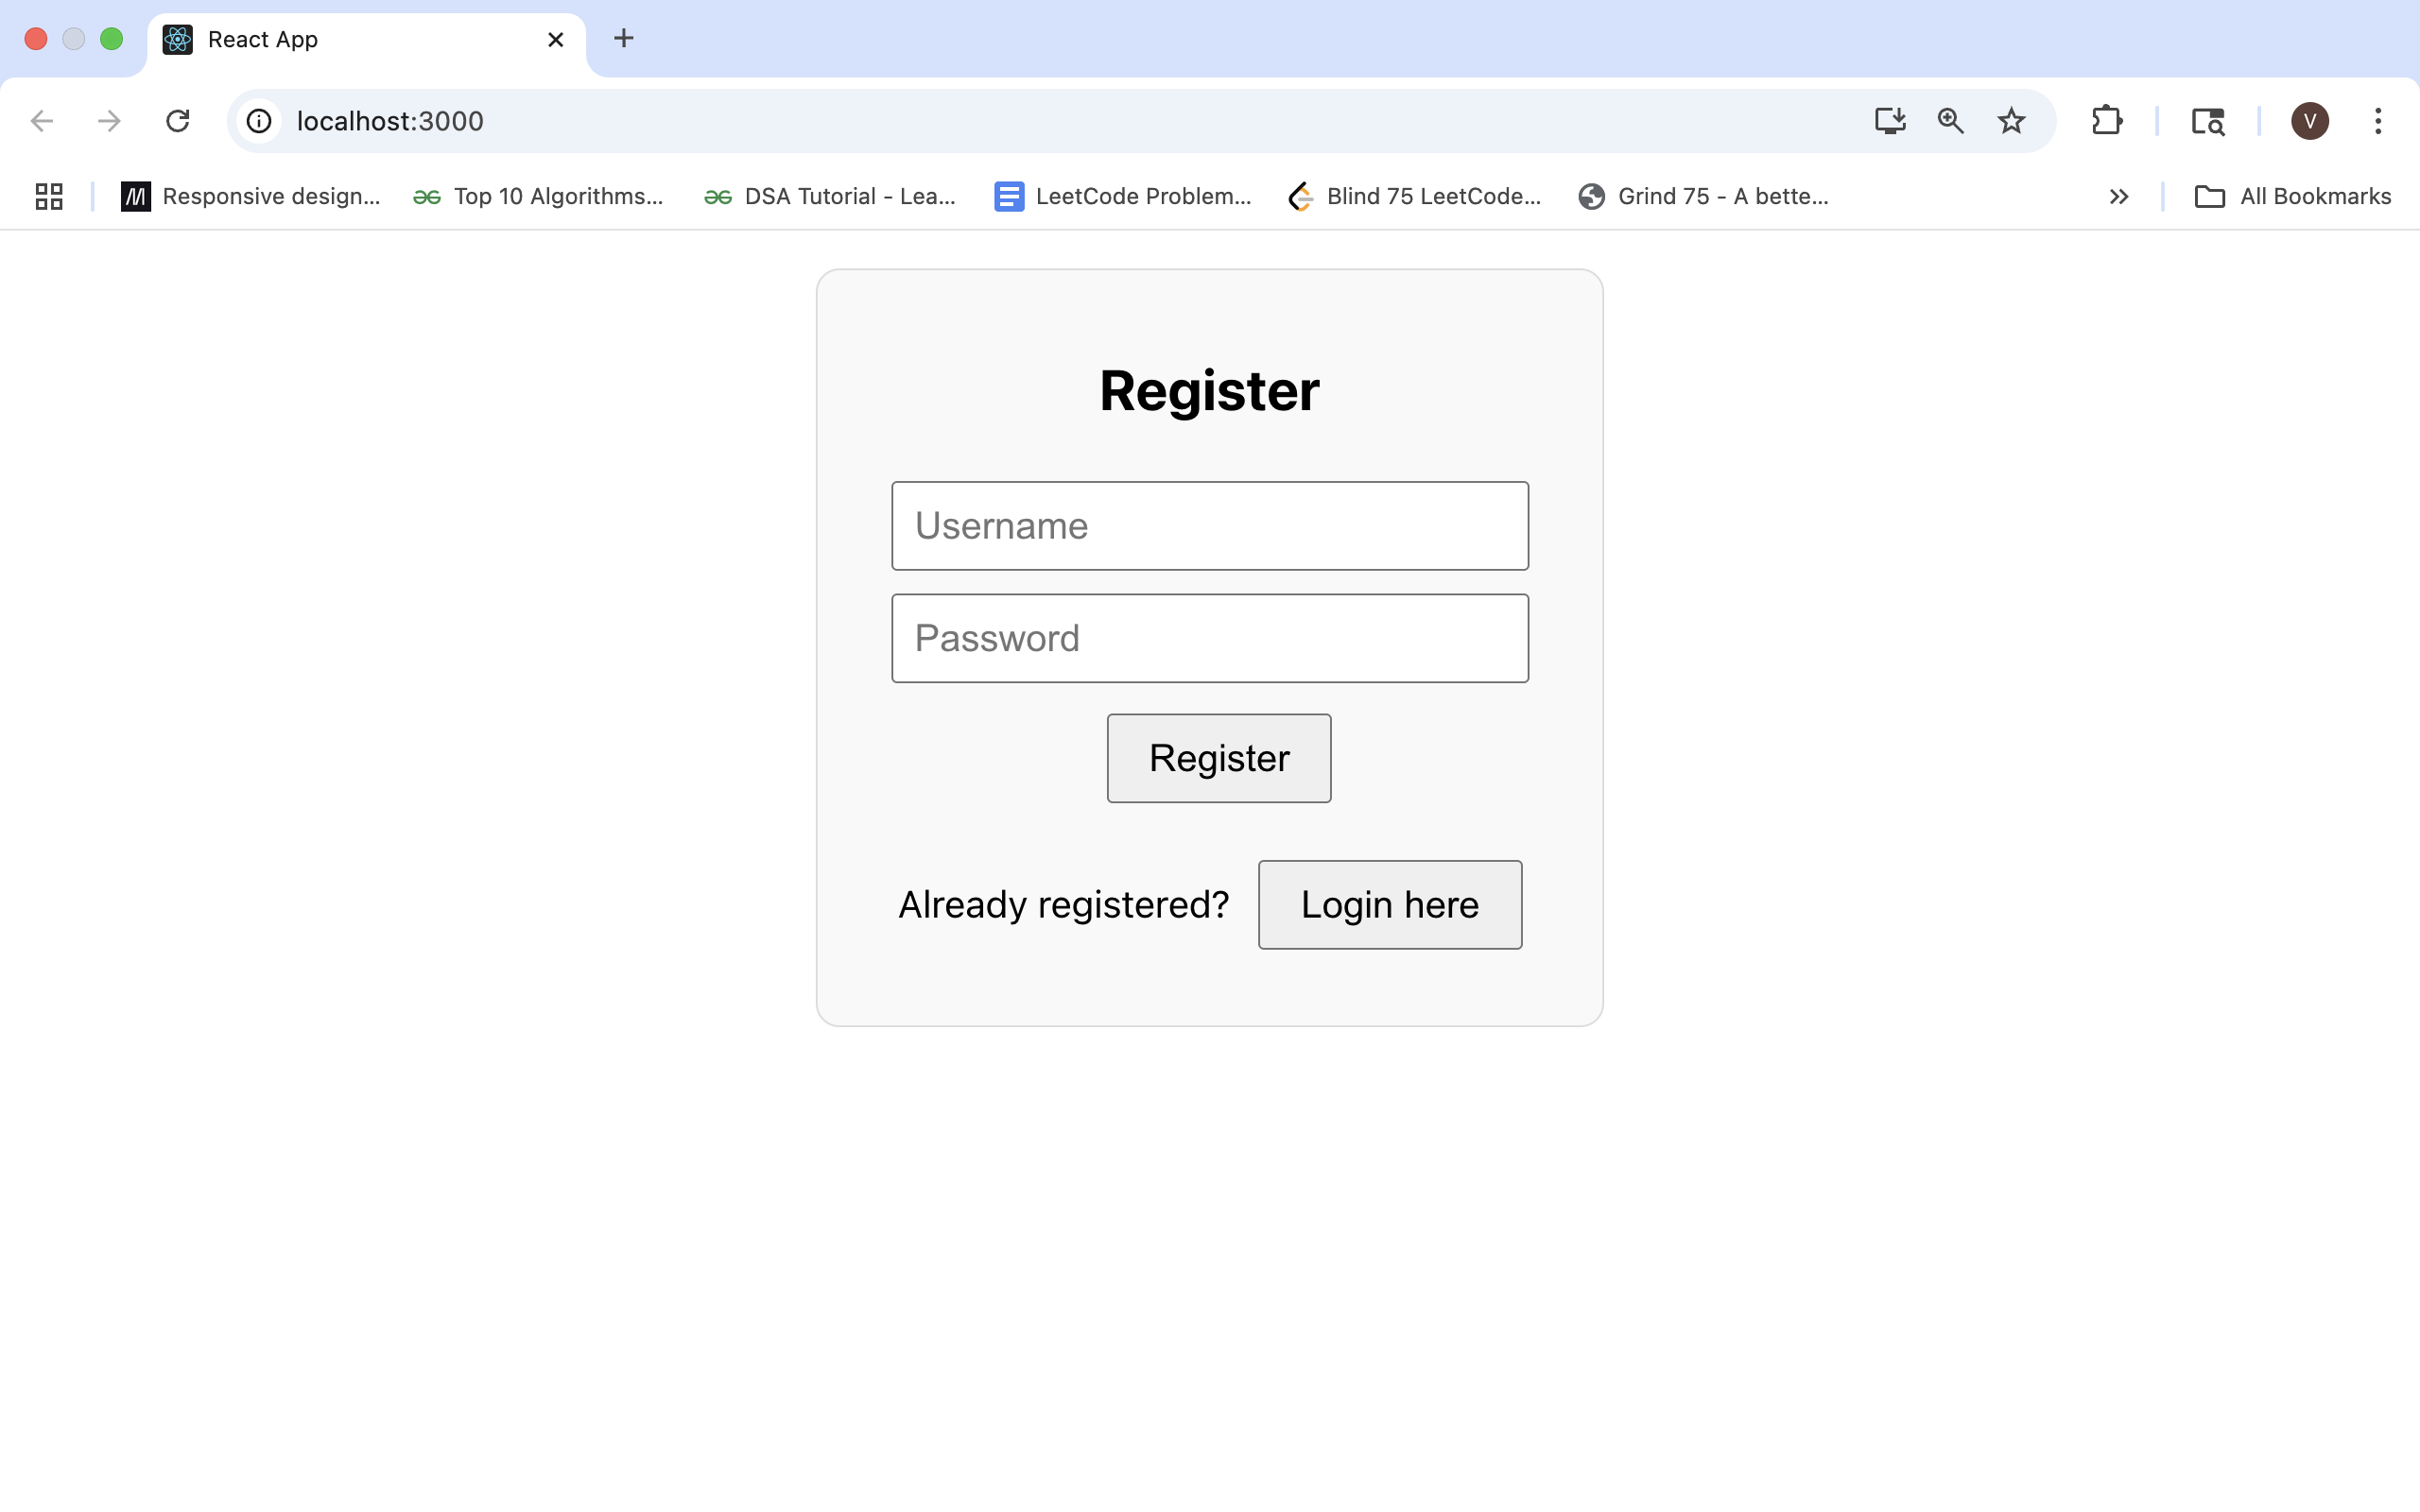 React App
localhost:3000
Responsive design... Top 10 Algorithms... DSA Tutorial - Lea... LeetCode Problem... Blind 75 LeetCode... Grind 75 - A bette... All Bookmarks
V
Register
Username
Password
Register
Already registered? Login here